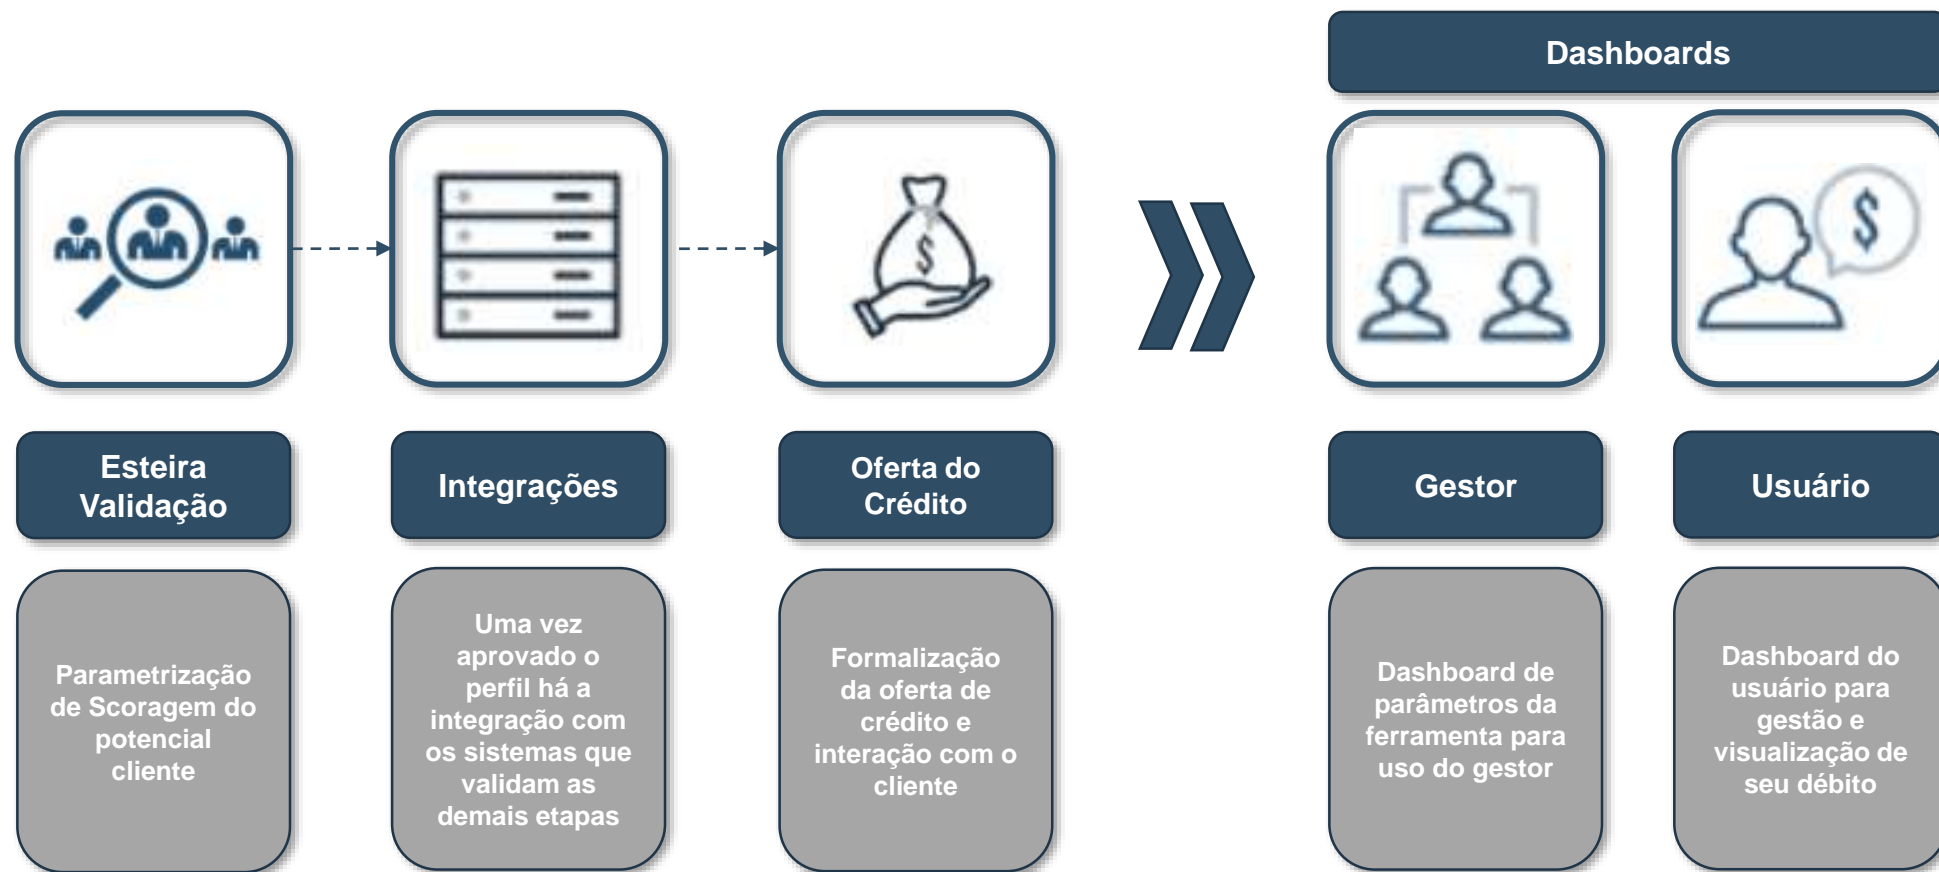 Dashboards
Esteira
Validação
Integrações
Oferta do
Crédito
Gestor
Usuário
Parametrização
de Scoragem do
potencial
cliente
Uma vez
aprovado o
perfil há a
integração com
os sistemas que
validam as
demais etapas
Formalização
da oferta de
crédito e
interação com o
cliente
Dashboard de
parâmetros da
ferramenta para
uso do gestor
Dashboard do
usuário para
gestão e
visualização de
seu débito